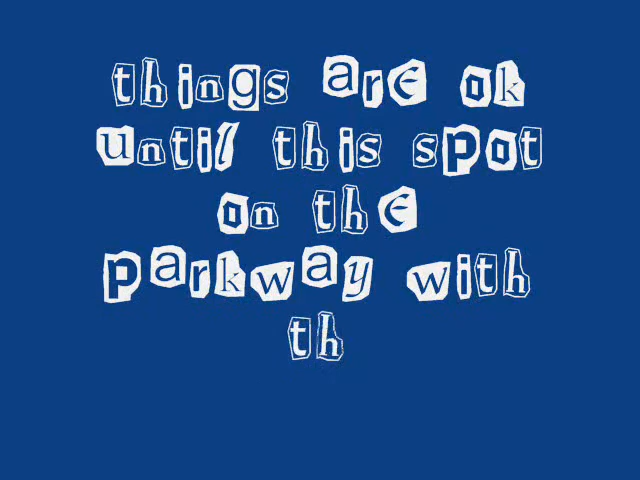 things are ok
until this spot
on the
parkway with
th